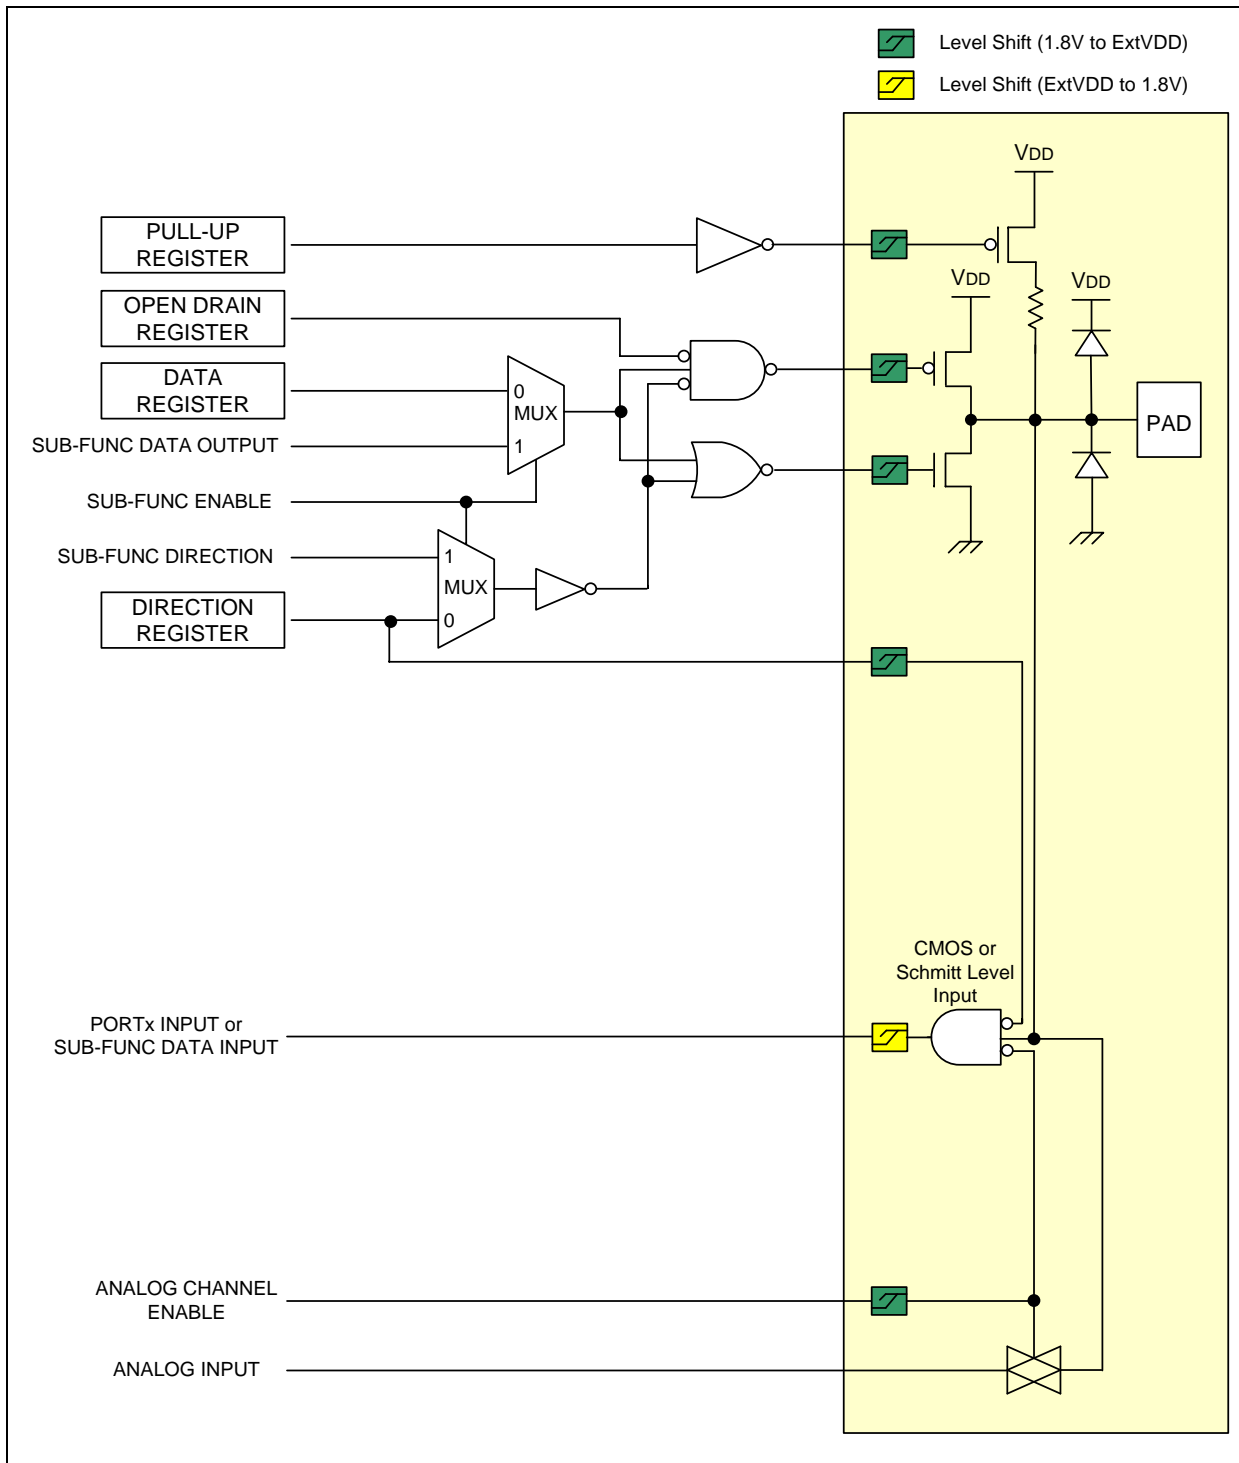 Level Shift (1.8V to ExtVDD)
Level Shift (ExtVDD to 1.8V)
VDD
PULL-UP
REGISTER
VDD
VDD
OPEN DRAIN
REGISTER
DATA
REGISTER
0
MUX
1
PAD
SUB-FUNC DATA OUTPUT
SUB-FUNC ENABLE
SUB-FUNC DIRECTION
1
MUX
0
DIRECTION
REGISTER
CMOS or
Schmitt Level
Input
PORTx INPUT or
SUB-FUNC DATA INPUT
ANALOG CHANNEL
ENABLE
ANALOG INPUT